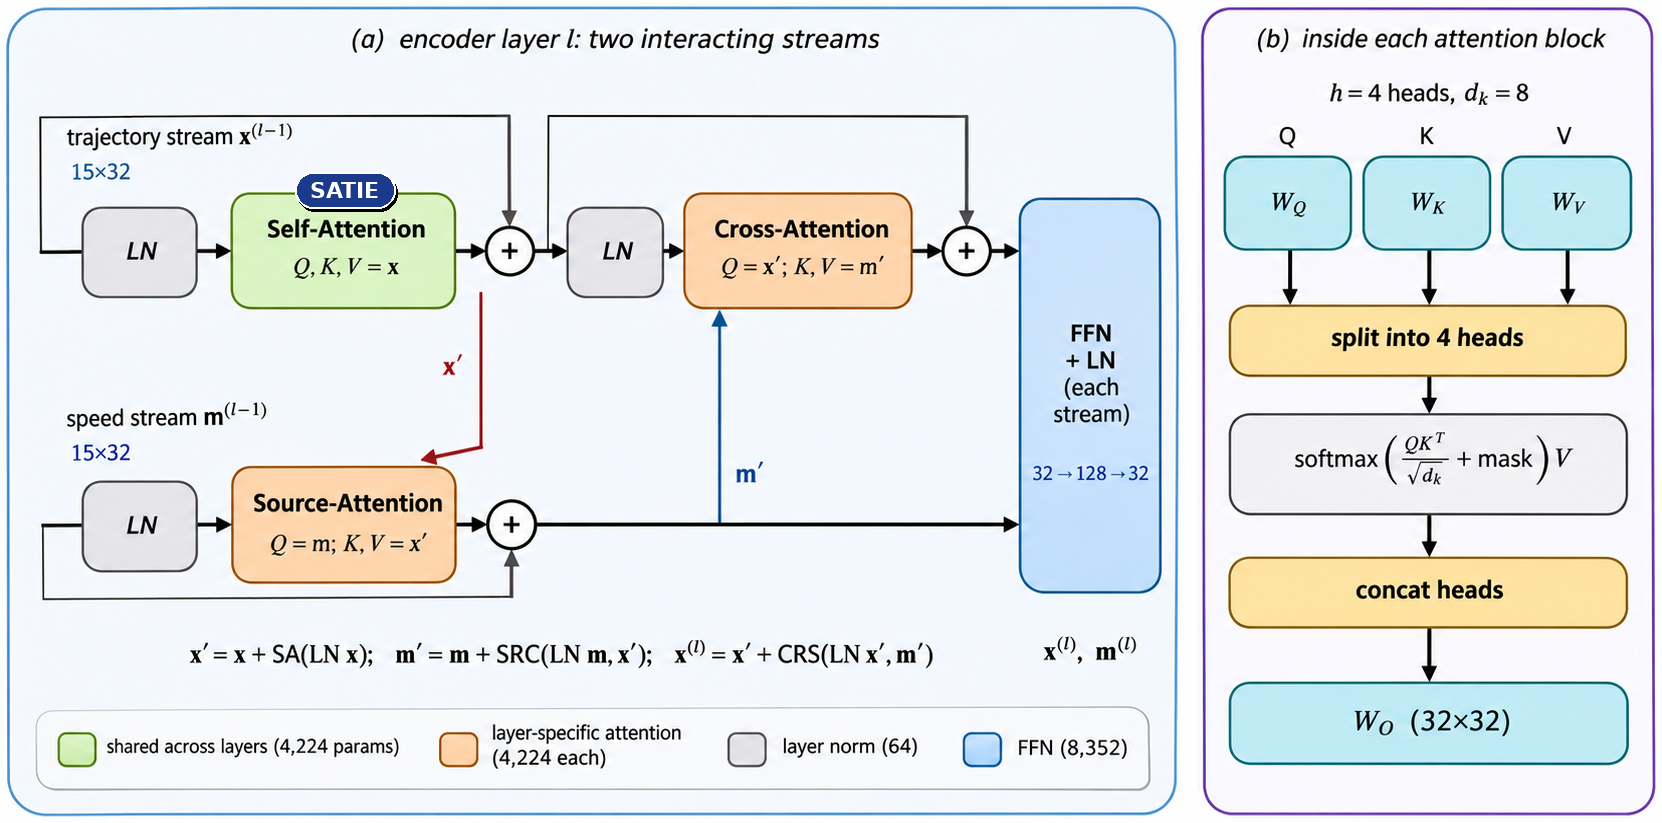 (a) encoder layer l: two interacting streams
trajectory stream x^(l−1)
15×32
LN
SATIE
Self-Attention
Q, K, V = x
+
LN
Cross-Attention
Q = x′; K, V = m′
+
FFN
+ LN
(each
stream)
32→128→32
x′
m′
speed stream m^(l−1)
15×32
LN
Source-Attention
Q = m; K, V = x′
+
x′ = x + SA(LN x); m′ = m + SRC(LN m, x′); x^(l) = x′ + CRS(LN x′, m′)
x^(l), m^(l)
shared across layers (4,224 params)
layer-specific attention
(4,224 each)
layer norm (64)
FFN (8,352)
(b) inside each attention block
h = 4 heads, d_k = 8
Q K V
W_Q W_K W_V
split into 4 heads
softmax(QK^T/√d_k + mask)V
concat heads
W_O (32×32)